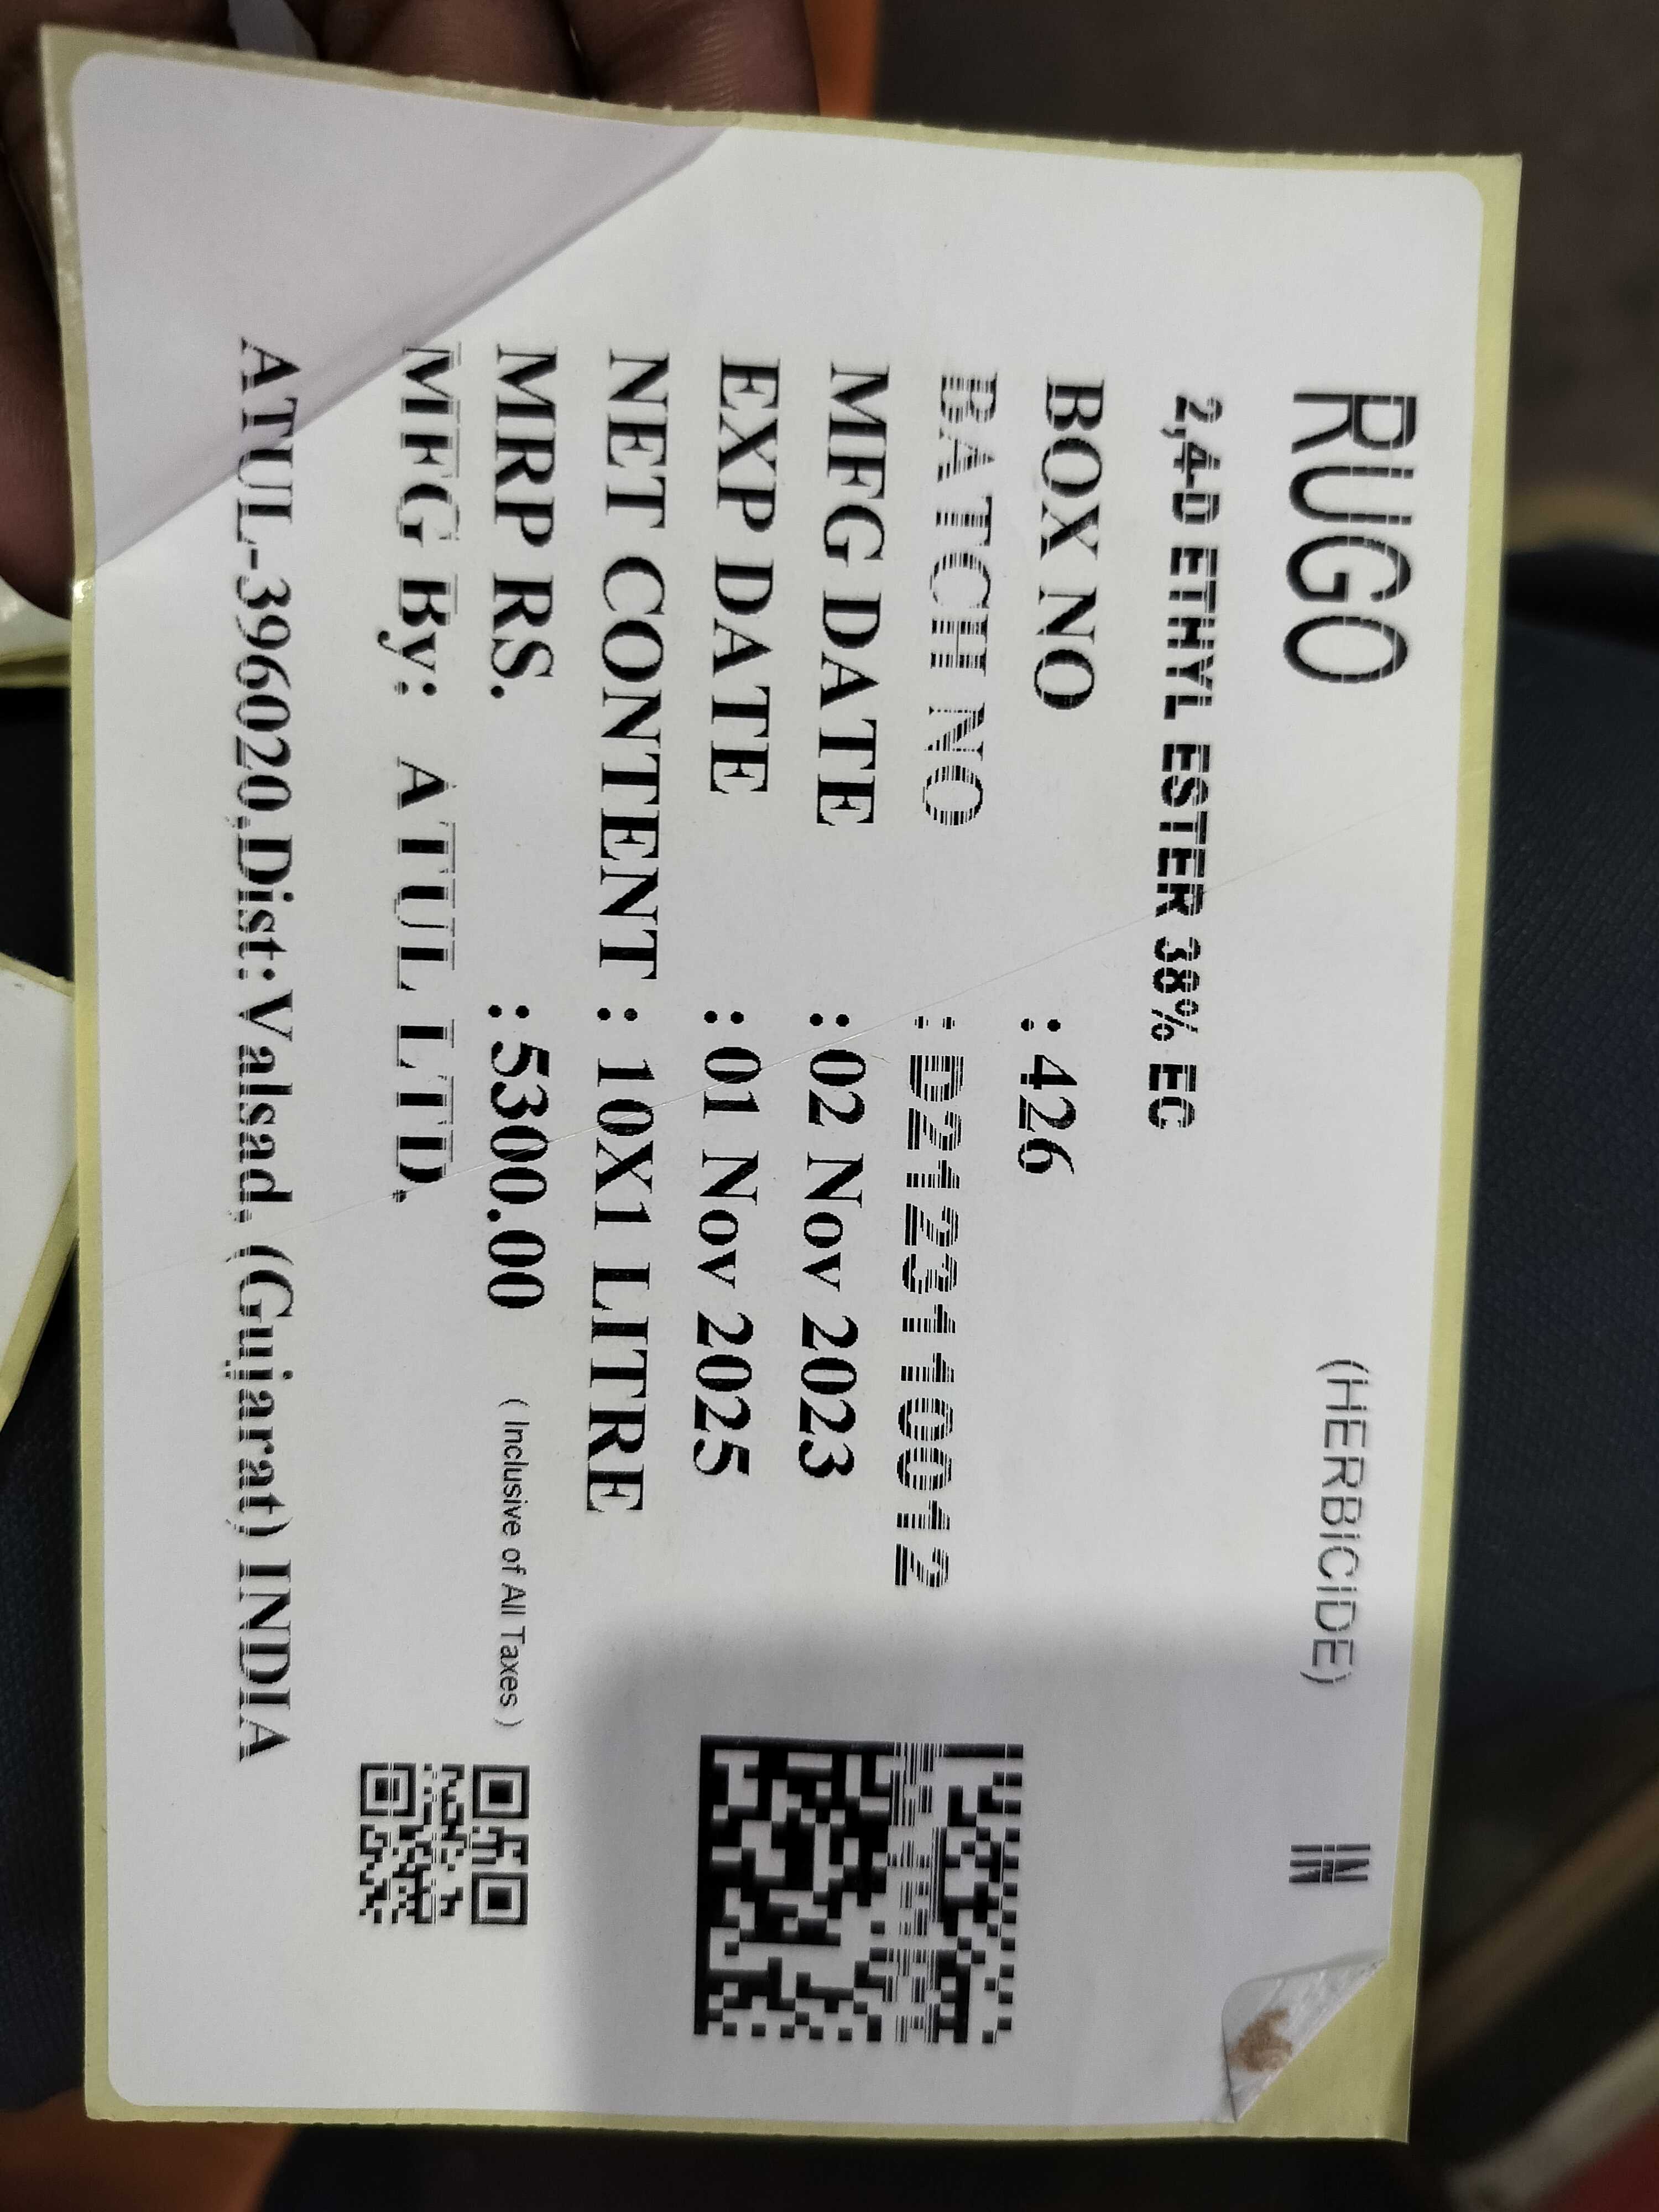 RUGO (HERBICIDE) IN
2,4-D ETHYL ESTER 38% EC
BOX NO : 426
BATCH NO : D2123110012
MFG DATE : 02 Nov 2023
EXP DATE : 01 Nov 2025
NET CONTENT : 10X1 LITRE
MRP RS. : 5300.00 ( Inclusive of All Taxes )
MFG By: ATUL LTD.
ATUL-396020,Dist:Valsad, (Gujarat) INDIA